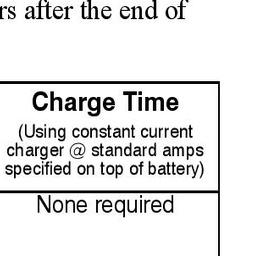 after the end of
Charge Time
(Using constant current
charger @ standard amps
specified on top of battery)
None required